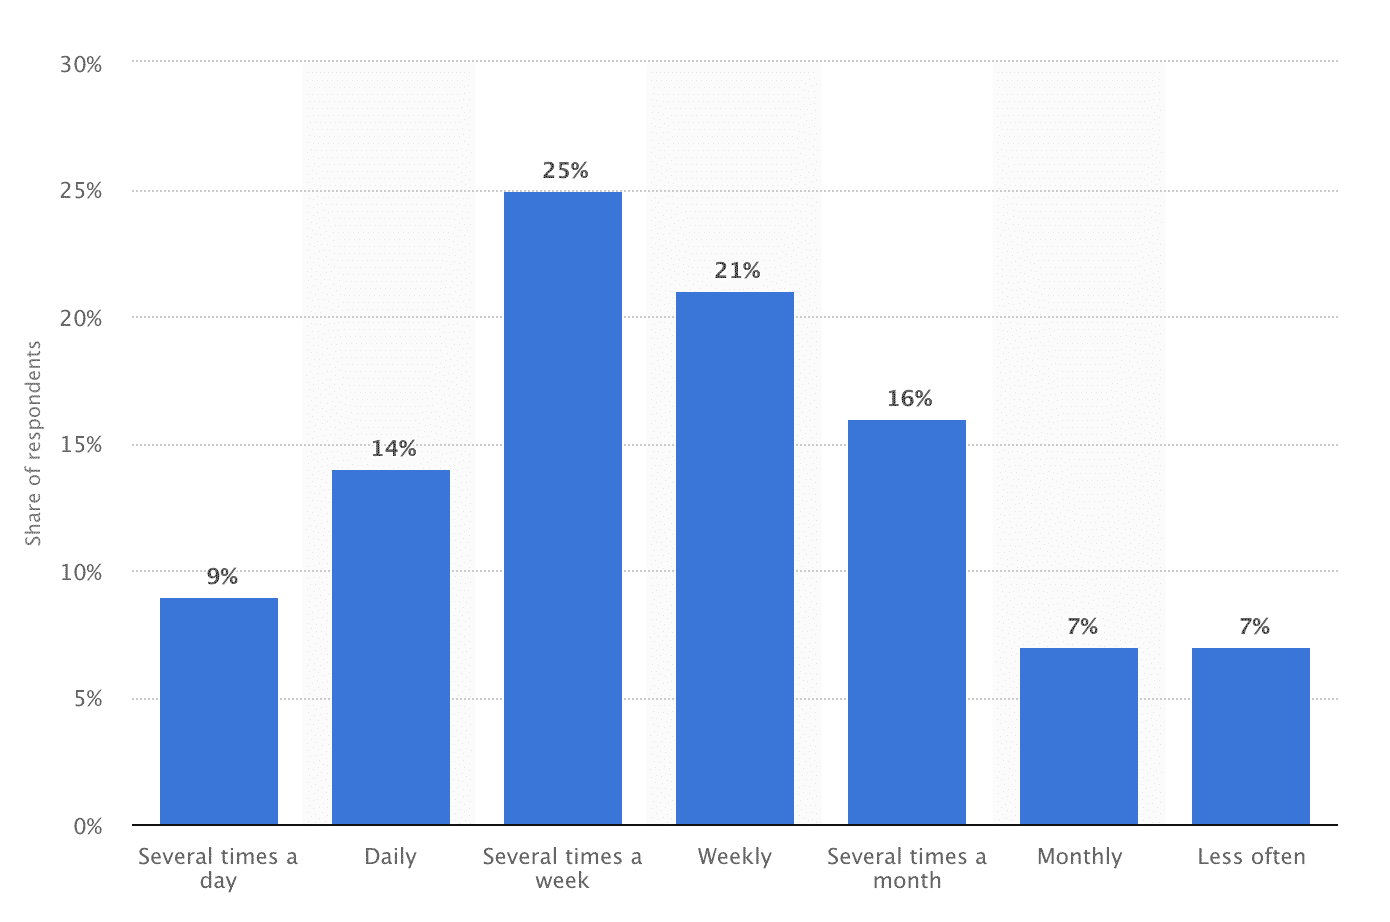 30%
25%
20%
15%
10%
5%
0%
Share of respondents
9%
14%
25%
21%
16%
7%
7%
Several times a
day
Daily
Several times a
week
Weekly
Several times a
month
Monthly
Less often